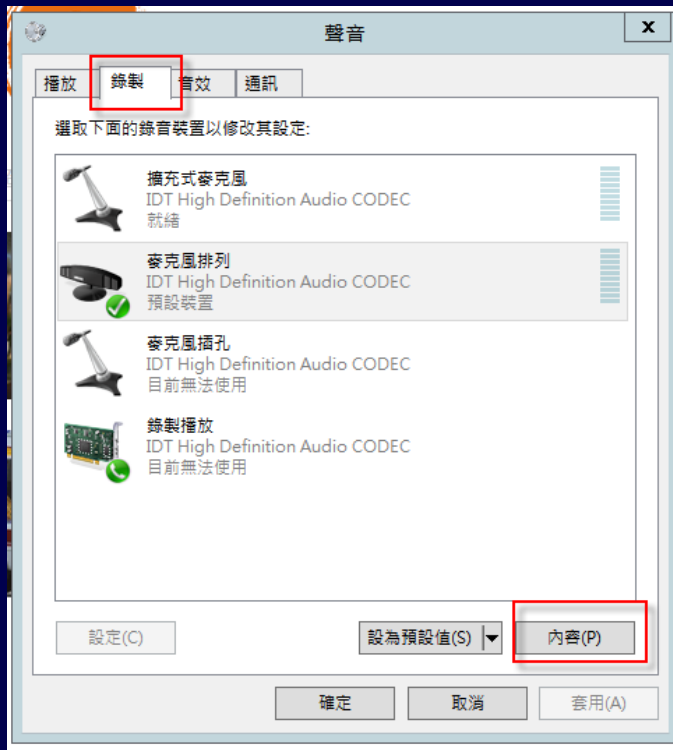 聲音
x
播放 錄製 音效 通訊
選取下面的錄音裝置以修改其設定:
擴充式麥克風
IDT High Definition Audio CODEC
就緒
麥克風排列
IDT High Definition Audio CODEC
預設裝置
麥克風插孔
IDT High Definition Audio CODEC
目前無法使用
錄製播放
IDT High Definition Audio CODEC
目前無法使用
設定(C) 設為預設值(S) 內容(P)
確定 取消 套用(A)